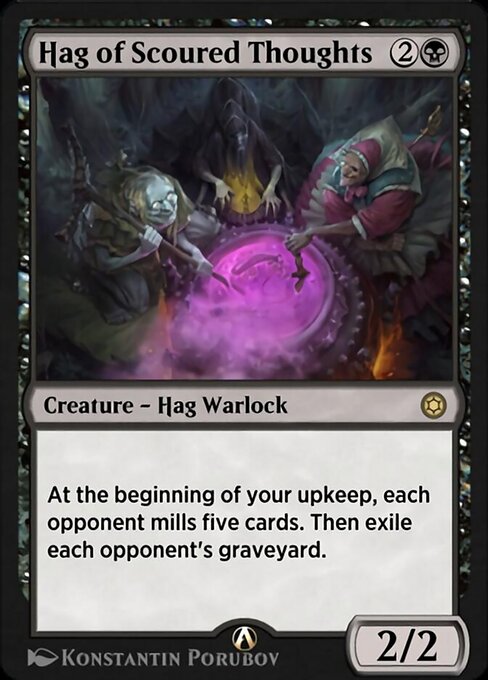 Hag of Scoured Thoughts 2
Creature – Hag Warlock
At the beginning of your upkeep, each
opponent mills five cards. Then exile
each opponent's graveyard.
2/2
Konstantin Porubov